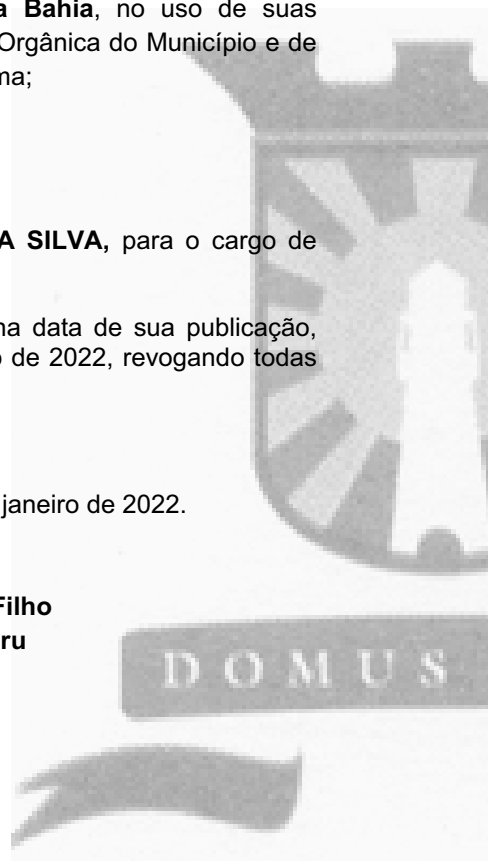 a Bahia, no uso de suas
Orgânica do Município e de
ma;
A SILVA, para o cargo de
na data de sua publicação,
o de 2022, revogando todas
janeiro de 2022.
Filho
ru
DOMUS